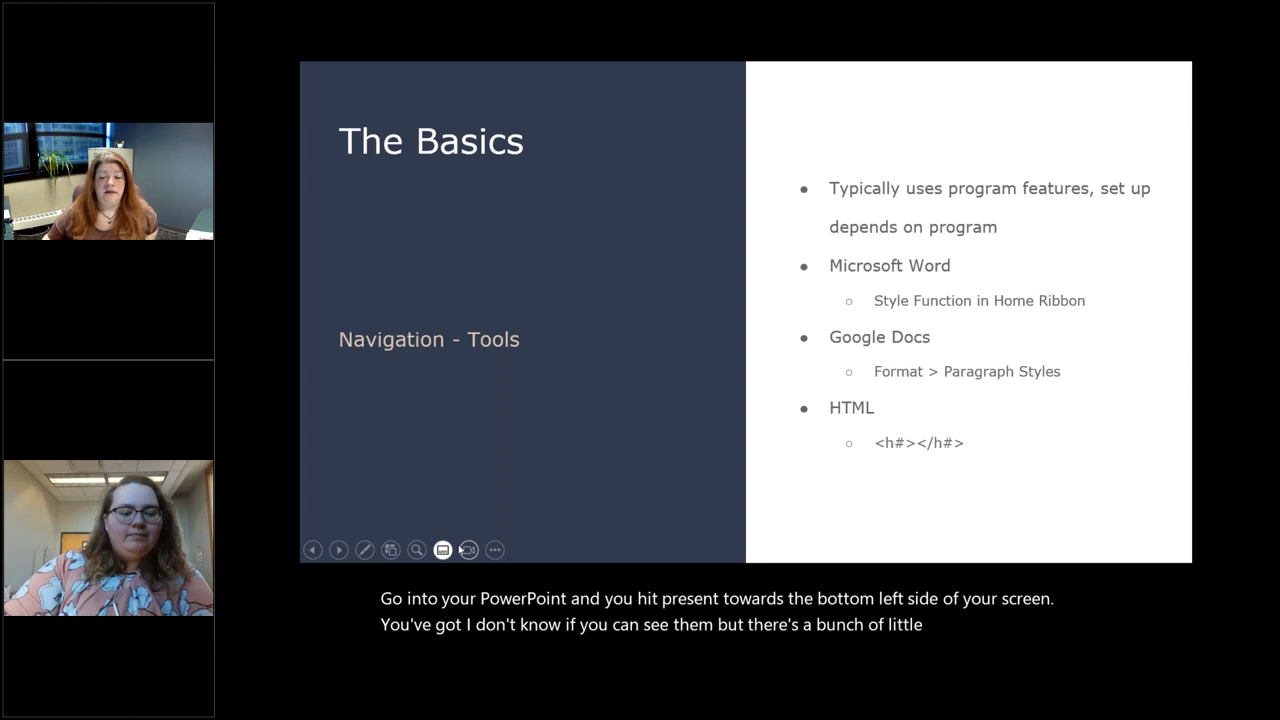 The Basics
Navigation - Tools
● Typically uses program features, set up
depends on program
● Microsoft Word
○ Style Function in Home Ribbon
● Google Docs
○ Format > Paragraph Styles
● HTML
○ <h#></h#>
Go into your PowerPoint and you hit present towards the bottom left side of your screen.
You've got I don't know if you can see them but there's a bunch of little